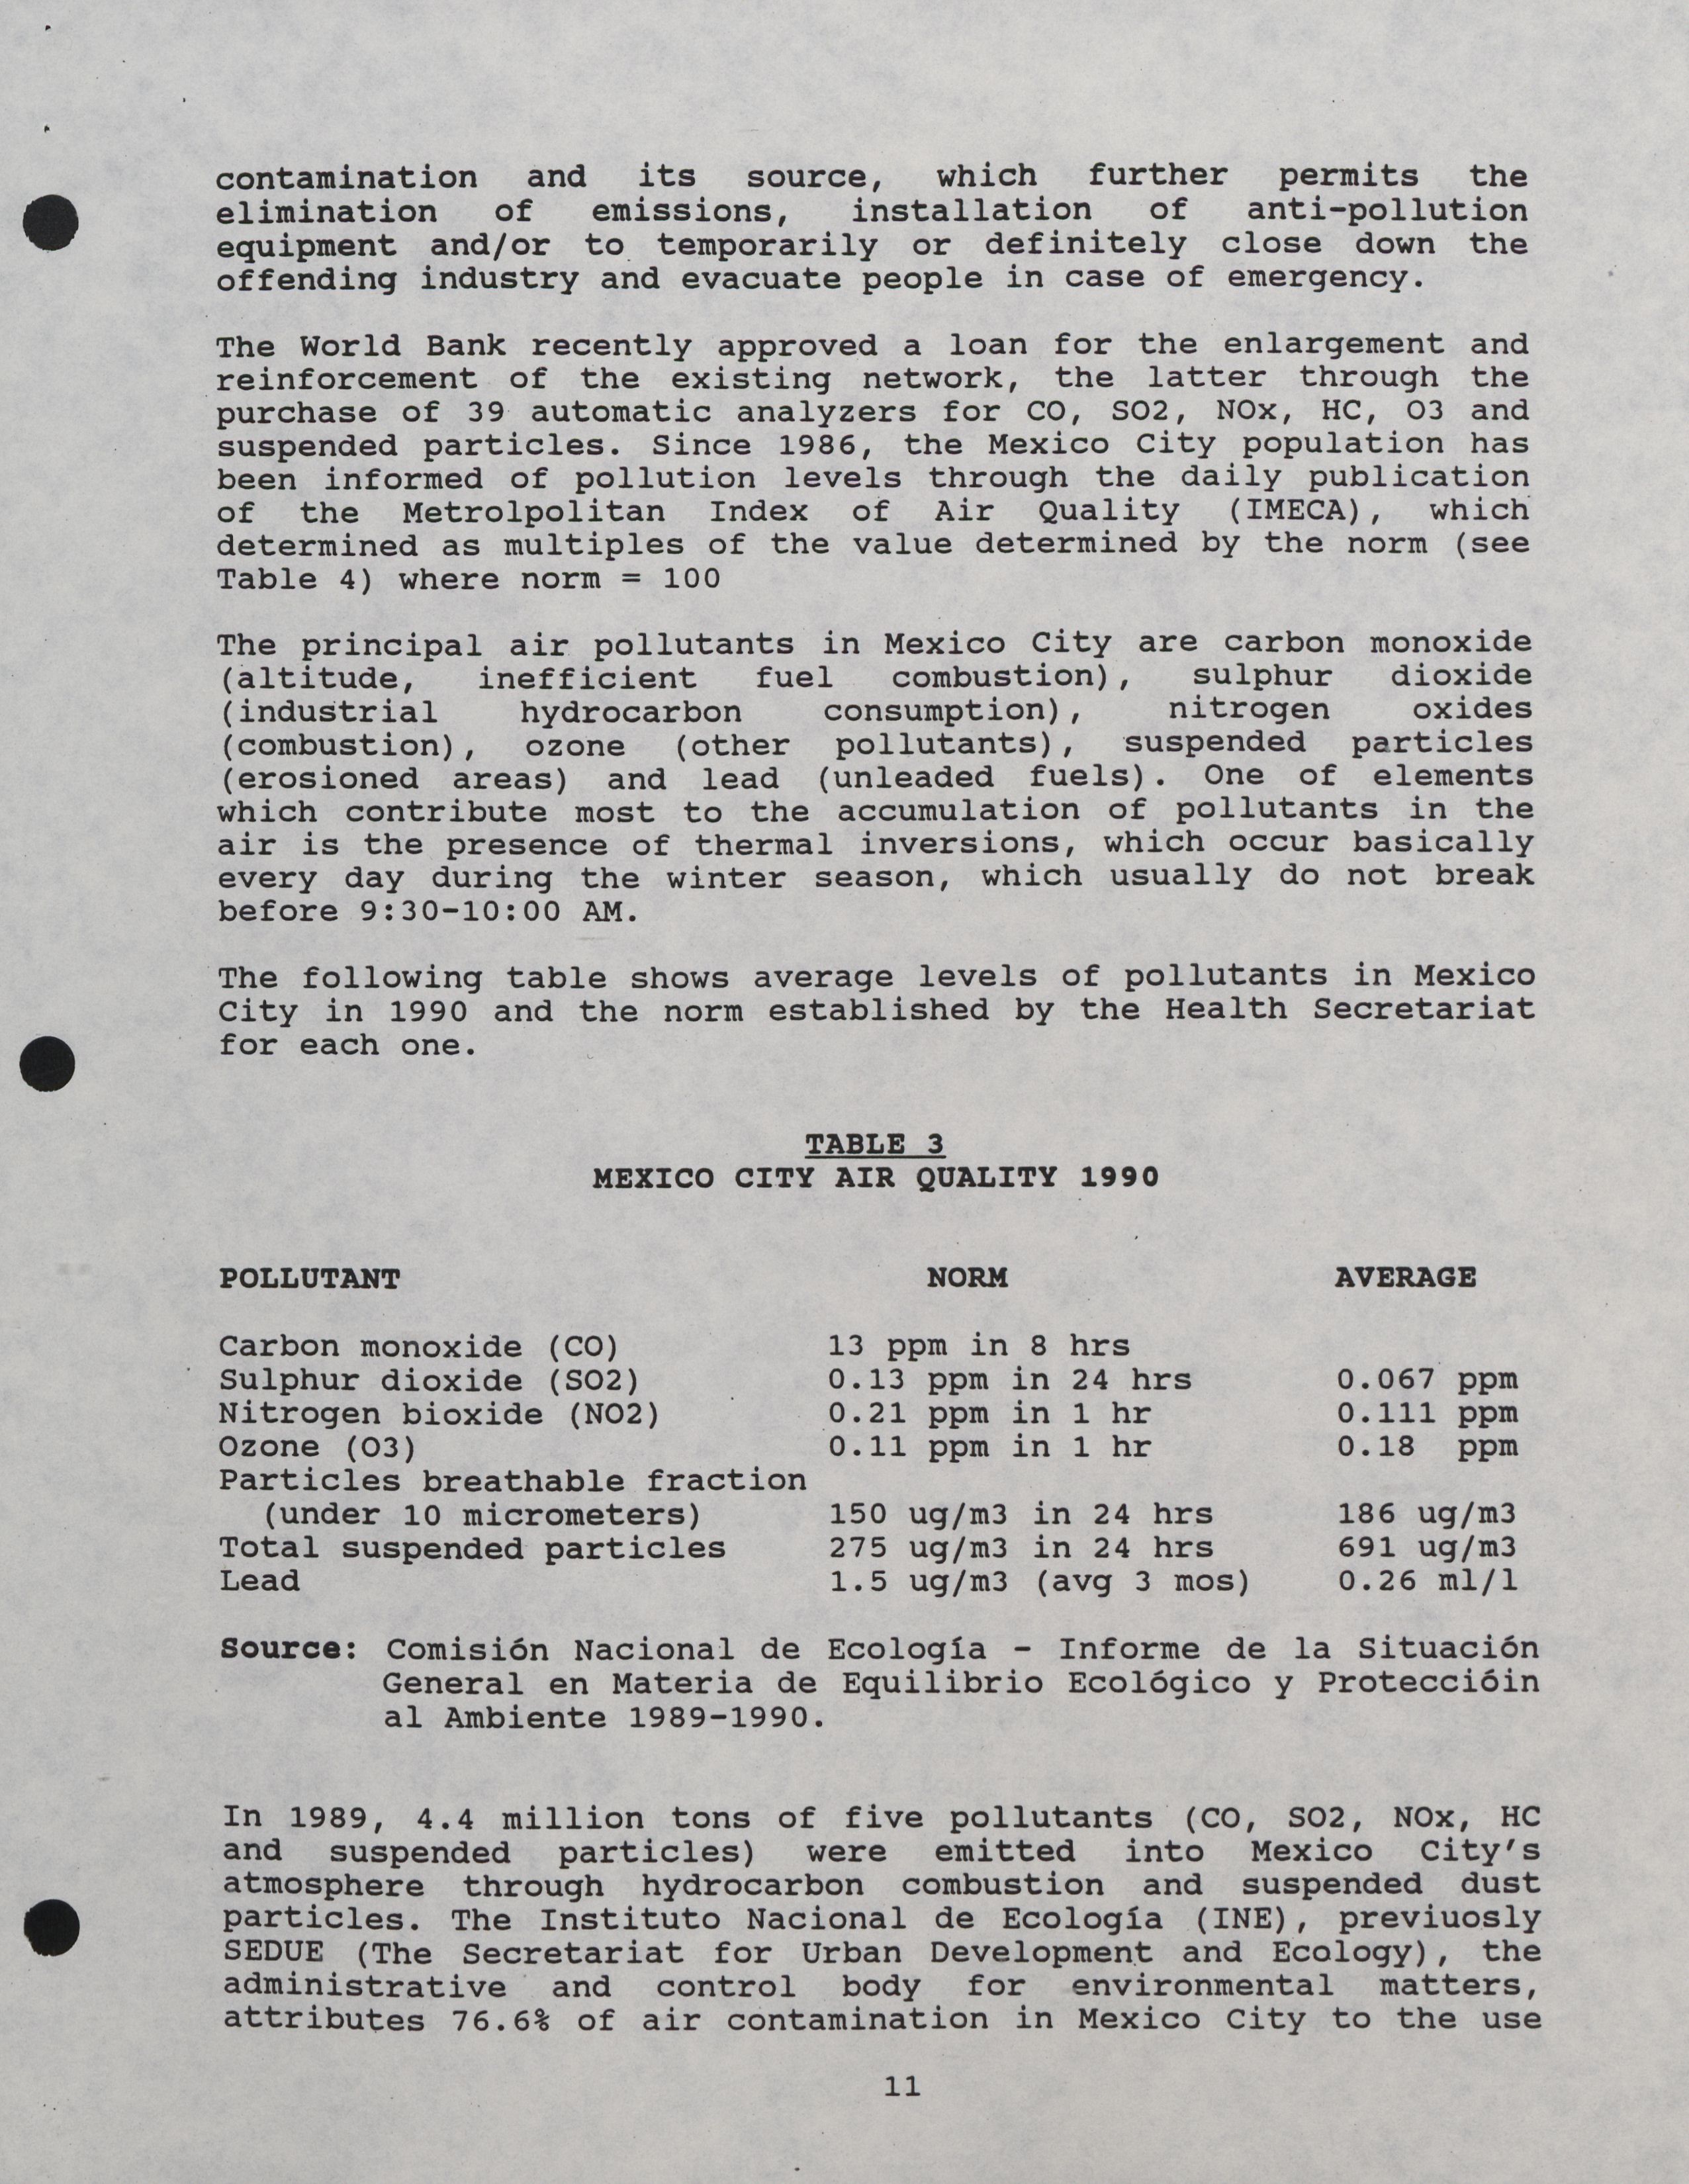 contamination and its source, which further permits the
elimination of emissions, installation of anti-pollution
equipment and/or to temporarily or definitely close down the
offending industry and evacuate people in case of emergency.
The World Bank recently approved a loan for the enlargement and
reinforcement of the existing network, the latter through the
purchase of 39 automatic analyzers for CO, SO2, NOx, HC, O3 and
suspended particles. Since 1986, the Mexico City population has
been informed of pollution levels through the daily publication
of the Metrolpolitan Index of Air Quality (IMECA), which
determined as multiples of the value determined by the norm (see
Table 4) where norm = 100
The principal air pollutants in Mexico City are carbon monoxide
(altitude, inefficient fuel combustion), sulphur dioxide
(industrial hydrocarbon consumption), nitrogen oxides
(combustion), ozone (other pollutants), suspended particles
(erosioned areas) and lead (unleaded fuels). One of elements
which contribute most to the accumulation of pollutants in the
air is the presence of thermal inversions, which occur basically
every day during the winter season, which usually do not break
before 9:30-10:00 AM.
The following table shows average levels of pollutants in Mexico
City in 1990 and the norm established by the Health Secretariat
for each one.
TABLE 3
MEXICO CITY AIR QUALITY 1990
POLLUTANT NORM AVERAGE
Carbon monoxide (CO) 13 ppm in 8 hrs
Sulphur dioxide (SO2) 0.13 ppm in 24 hrs 0.067 ppm
Nitrogen bioxide (NO2) 0.21 ppm in 1 hr 0.111 ppm
Ozone (O3) 0.11 ppm in 1 hr 0.18 ppm
Particles breathable fraction
(under 10 micrometers) 150 ug/m3 in 24 hrs 186 ug/m3
Total suspended particles 275 ug/m3 in 24 hrs 691 ug/m3
Lead 1.5 ug/m3 (avg 3 mos) 0.26 ml/l
Source: Comisión Nacional de Ecología - Informe de la Situación
General en Materia de Equilibrio Ecológico y Proteccióin
al Ambiente 1989-1990.
In 1989, 4.4 million tons of five pollutants (CO, SO2, NOx, HC
and suspended particles) were emitted into Mexico City's
atmosphere through hydrocarbon combustion and suspended dust
particles. The Instituto Nacional de Ecología (INE), previuosly
SEDUE (The Secretariat for Urban Development and Ecology), the
administrative and control body for environmental matters,
attributes 76.6% of air contamination in Mexico City to the use
11